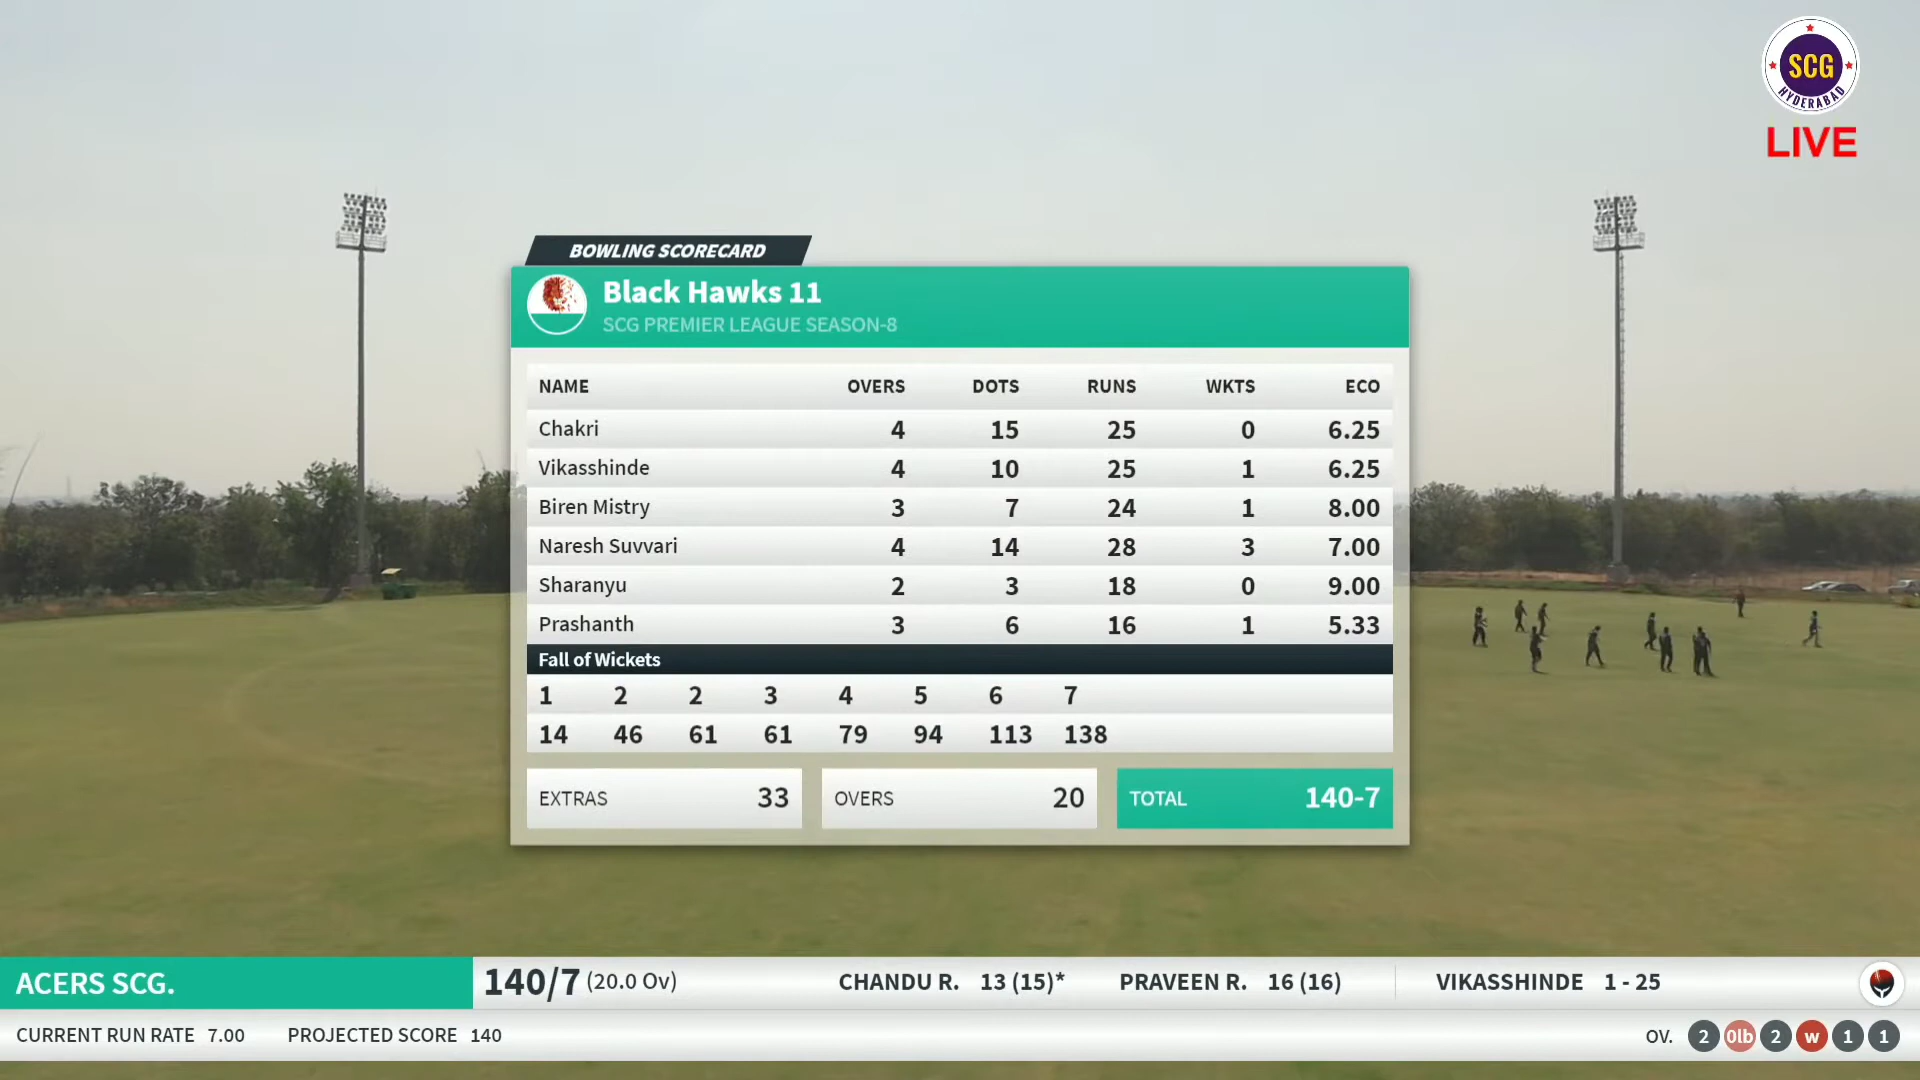 SCG
HYDERABAD
LIVE
BOWLING SCORECARD
Black Hawks 11
SCG PREMIER LEAGUE SEASON-8
NAME OVERS DOTS RUNS WKTS ECO
Chakri 4 15 25 0 6.25
Vikasshinde 4 10 25 1 6.25
Biren Mistry 3 7 24 1 8.00
Naresh Suvvari 4 14 28 3 7.00
Sharanyu 2 3 18 0 9.00
Prashanth 3 6 16 1 5.33
Fall of Wickets
1 2 2 3 4 5 6 7
14 46 61 61 79 94 113 138
EXTRAS 33 OVERS 20 TOTAL 140-7
ACERS SCG. 140/7 (20.0 Ov) CHANDU R. 13 (15)* PRAVEEN R. 16 (16) VIKASSHINDE 1 - 25
CURRENT RUN RATE 7.00 PROJECTED SCORE 140 OV. 2 0lb 2 w 1 1